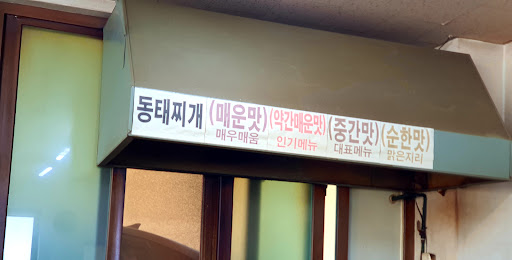 동태찌개 (매운맛) (약간매운맛) (중간맛) (순한맛)
매우매움 인기메뉴 대표메뉴 맑은지리